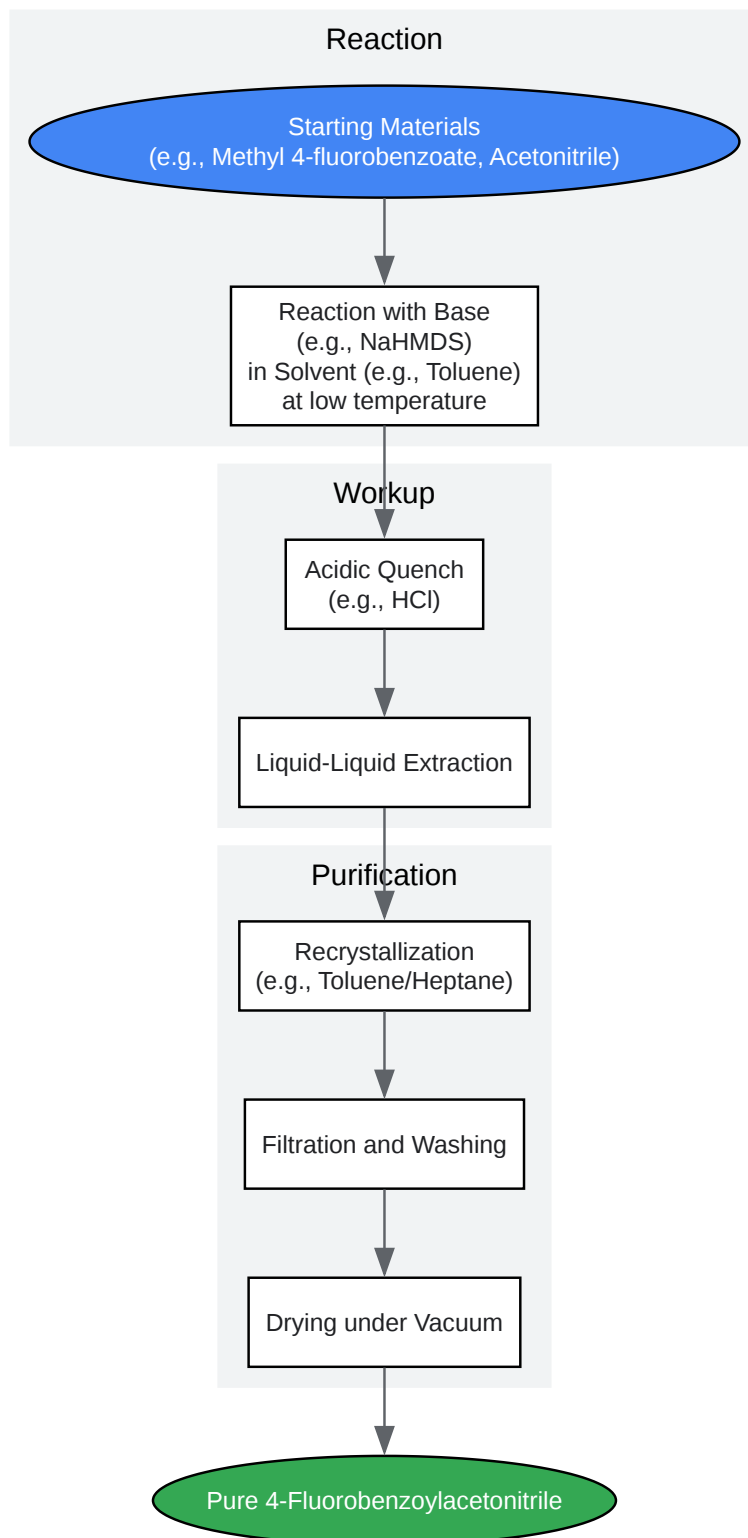 Reaction
Starting Materials
(e.g., Methyl 4-fluorobenzoate, Acetonitrile)
Reaction with Base
(e.g., NaHMDS)
in Solvent (e.g., Toluene)
at low temperature
Workup
Acidic Quench
(e.g., HCl)
Liquid-Liquid Extraction
Purification
Recrystallization
(e.g., Toluene/Heptane)
Filtration and Washing
Drying under Vacuum
Pure 4-Fluorobenzoylacetonitrile